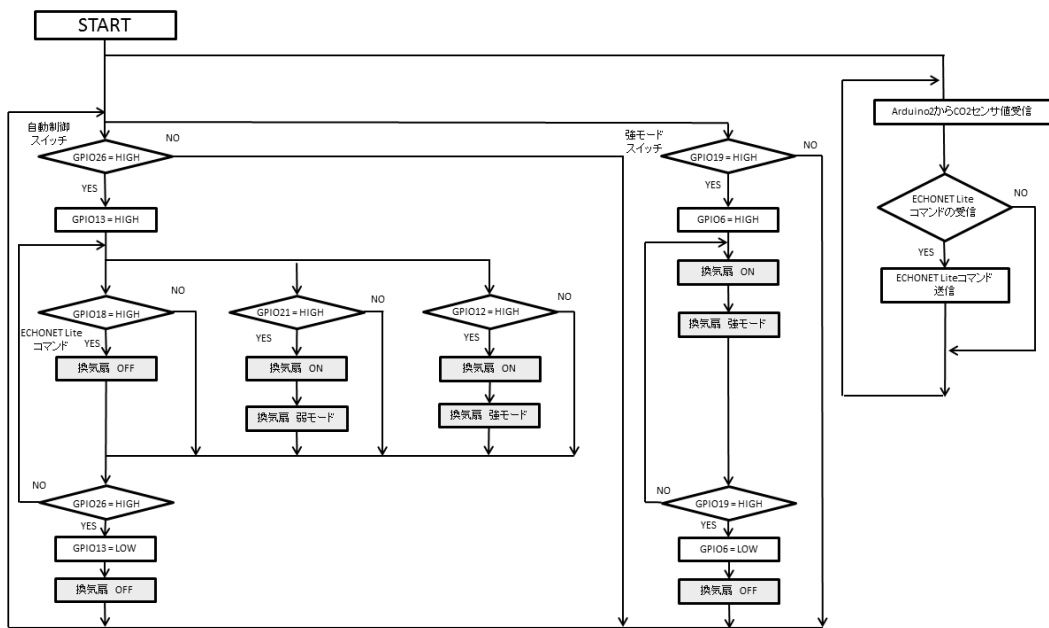 START
自動制御
スイッチ
NO
GPIO26 = HIGH
YES
GPIO13 = HIGH
NO
GPIO18 = HIGH
ECHONET Lite
コマンド
YES
換気扇 OFF
NO
GPIO21 = HIGH
YES
換気扇 ON
換気扇 弱モード
NO
GPIO12 = HIGH
YES
換気扇 ON
換気扇 強モード
NO
GPIO26 = HIGH
YES
GPIO13 = LOW
換気扇 OFF
強モード
スイッチ
NO
GPIO19 = HIGH
YES
GPIO6 = HIGH
換気扇 ON
換気扇 強モード
NO
GPIO19 = HIGH
YES
GPIO6 = LOW
換気扇 OFF
Arduino2からCO2センサ値受信
NO
ECHONET Lite
コマンドの受信
YES
ECHONET Liteコマンド
送信